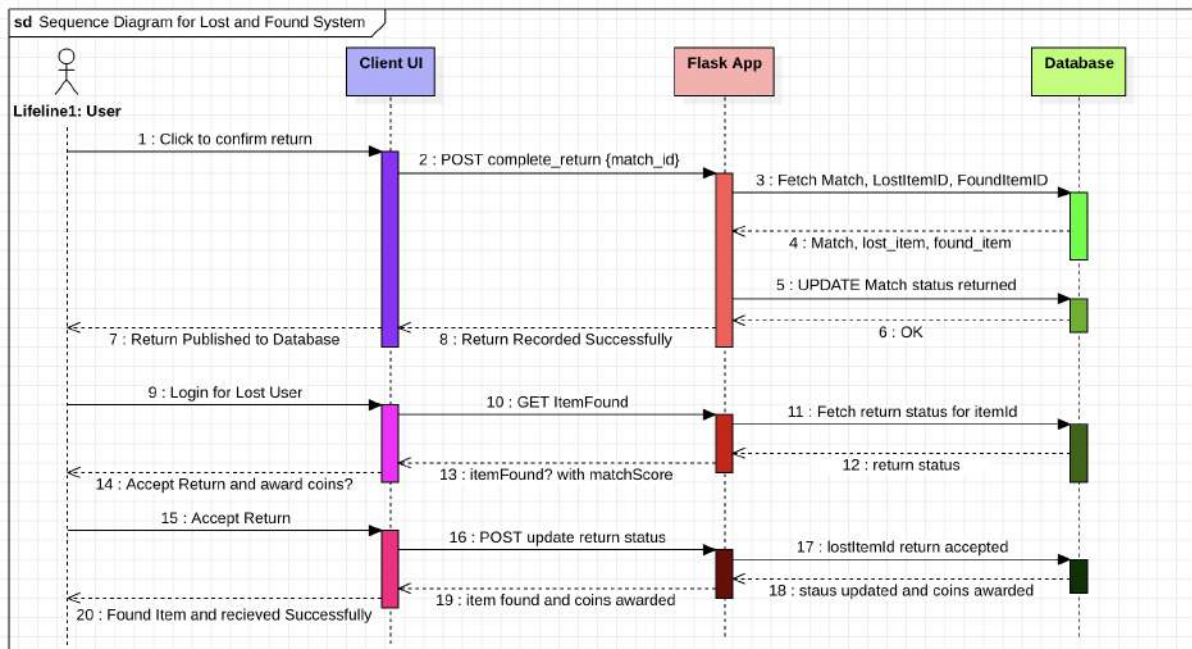 sd Sequence Diagram for Lost and Found System
Client UI
Flask App
Database
Lifeline1: User
1 : Click to confirm return
2 : POST complete_return {match_id}
3 : Fetch Match, LostItemID, FoundItemID
4 : Match, lost_item, found_item
5 : UPDATE Match status returned
6 : OK
7 : Return Published to Database
8 : Return Recorded Successfully
9 : Login for Lost User
10 : GET ItemFound
11 : Fetch return status for itemId
12 : return status
13 : itemFound? with matchScore
14 : Accept Return and award coins?
15 : Accept Return
16 : POST update return status
17 : lostItemId return accepted
18 : staus updated and coins awarded
19 : item found and coins awarded
20 : Found Item and recieved Successfully